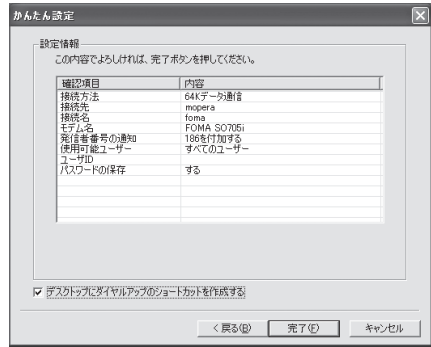 かんたん設定
設定情報
この内容でよろしければ、完了ボタンを押してください。
確認項目 内容
接続方法 64Kデータ通信
接続先 mopera
接続名 foma
モデム名 FOMA SO705i
発信者番号の通知 186を付加する
使用可能ユーザー すべてのユーザー
ユーザID
パスワードの保存 する
デスクトップにダイヤルアップのショートカットを作成する
< 戻る(B) 完了(F) キャンセル